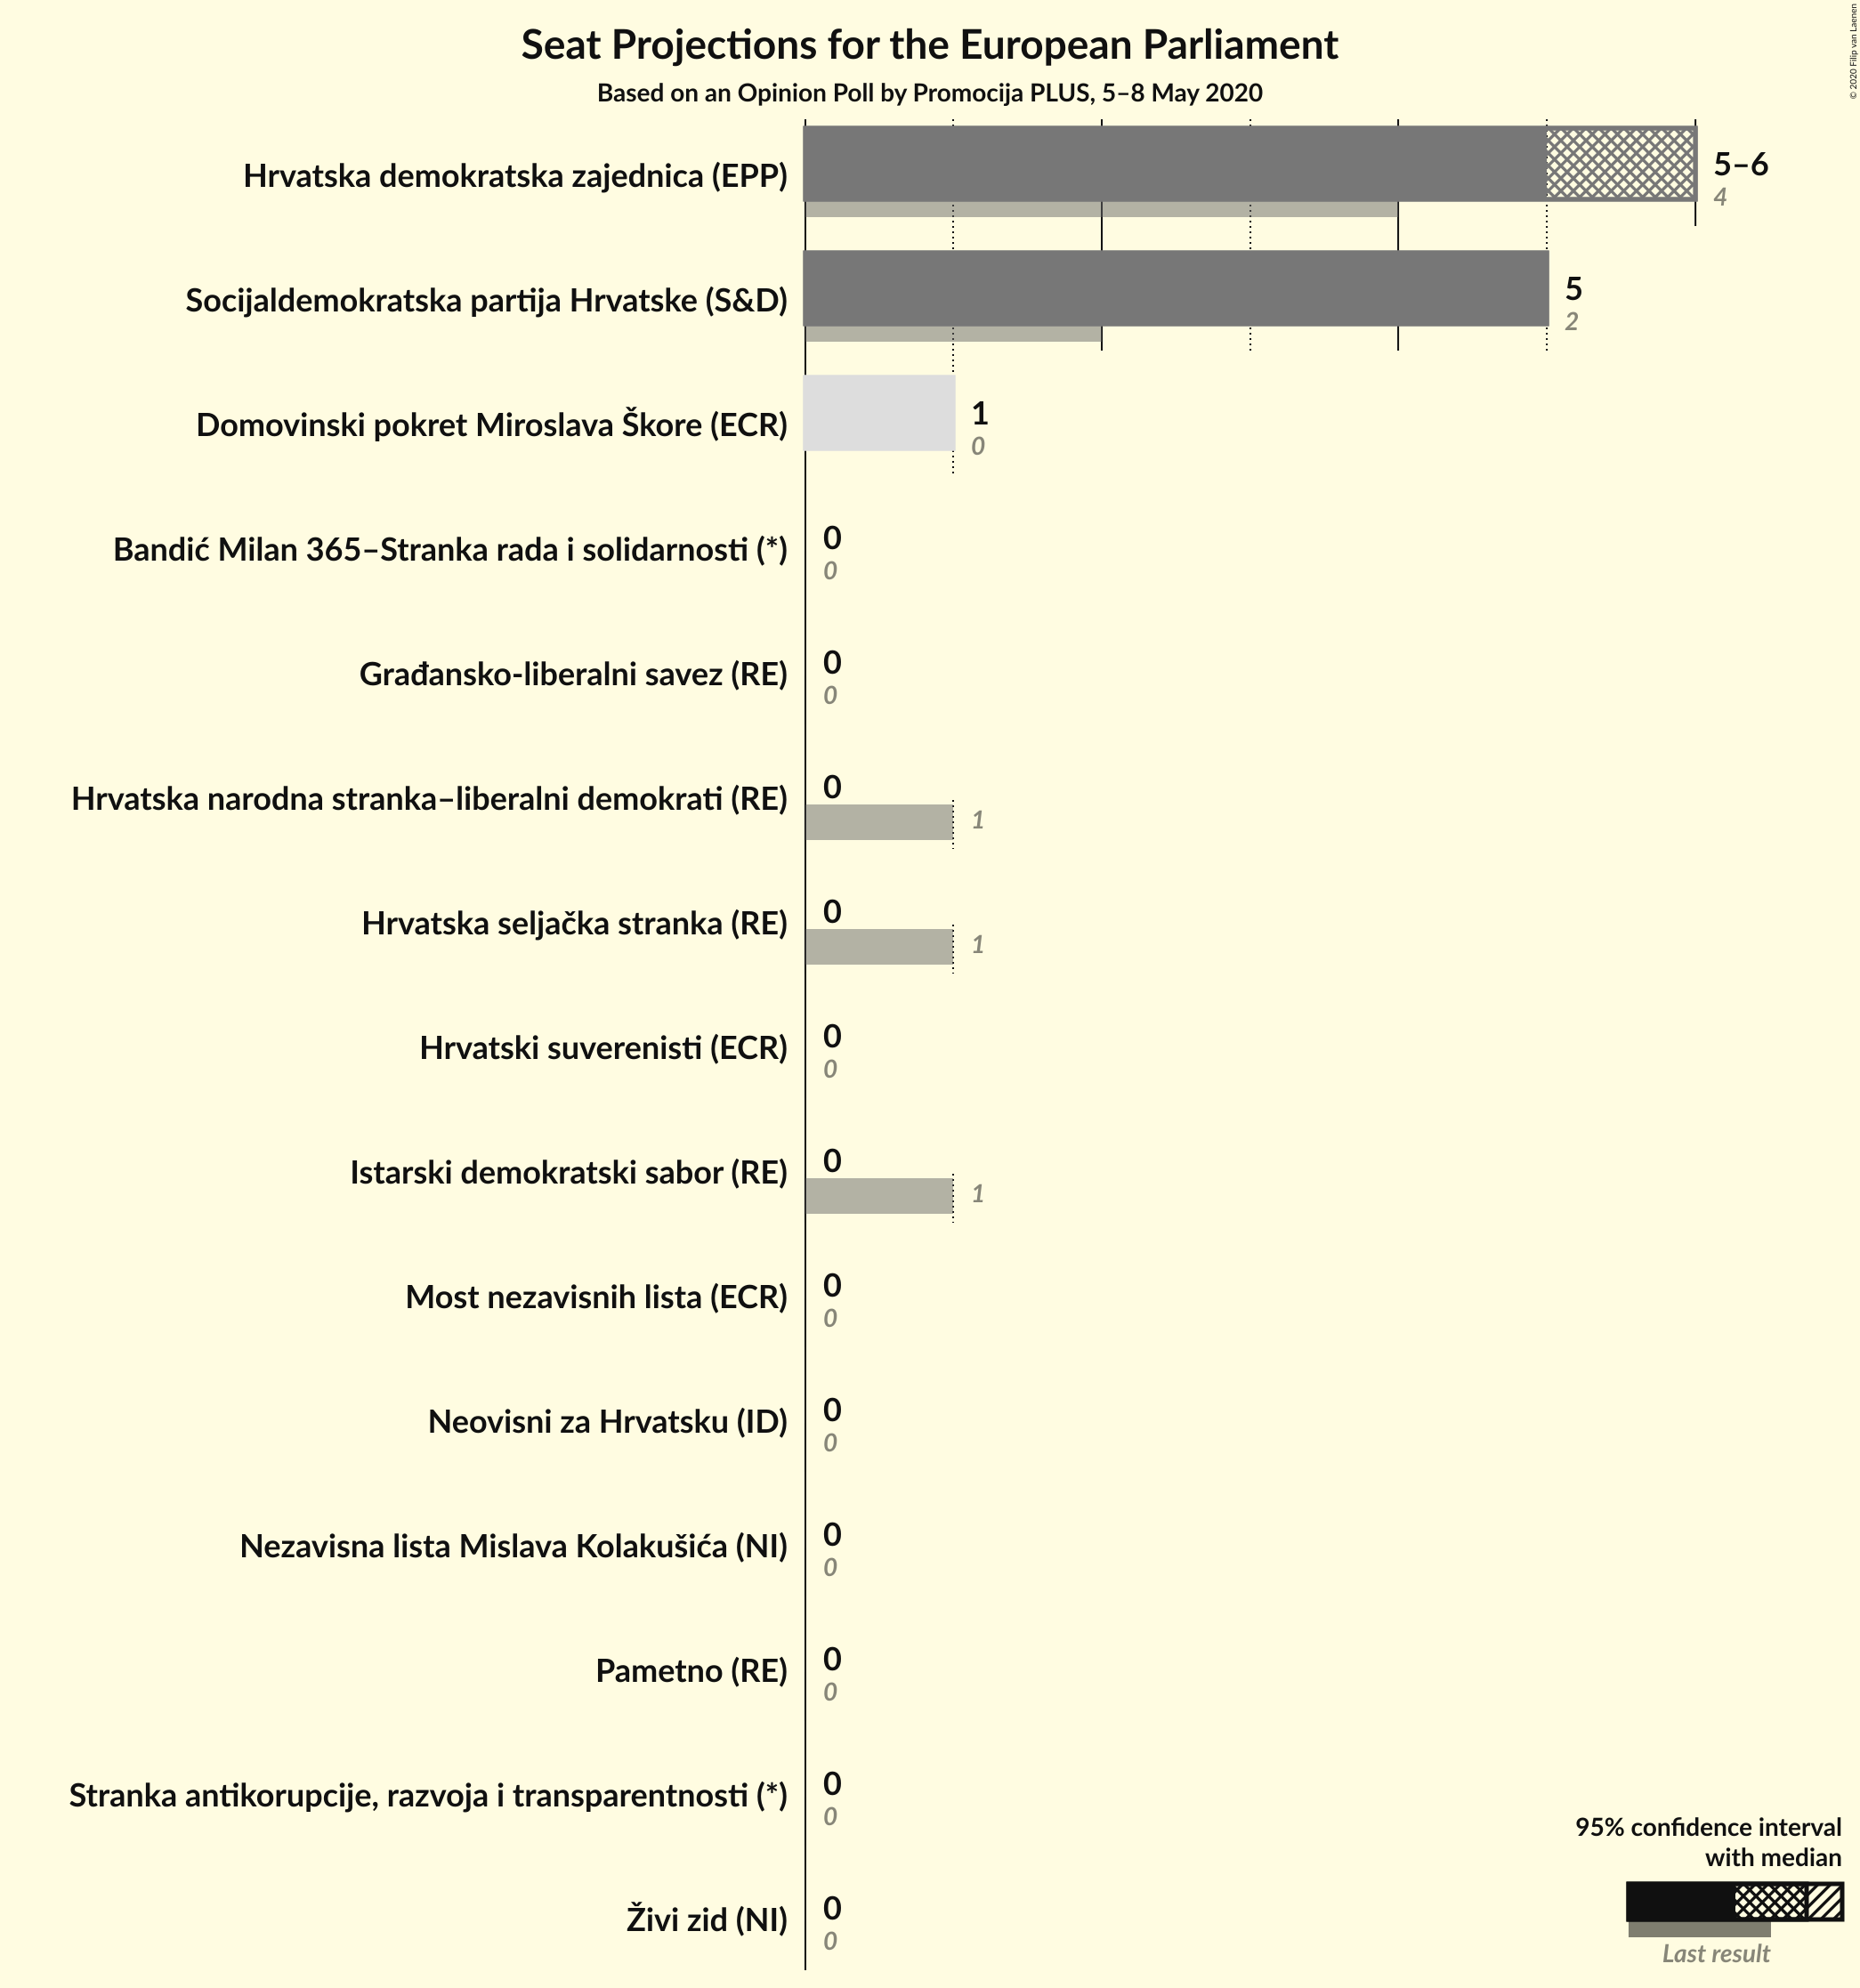 Seat Projections for the European Parliament
Based on an Opinion Poll by Promocija PLUS, 5–8 May 2020
© 2020 Filip van Laenen
Hrvatska demokratska zajednica (EPP)
5–6
4
Socijaldemokratska partija Hrvatske (S&D)
5
2
Domovinski pokret Miroslava Škore (ECR)
1
0
Bandić Milan 365–Stranka rada i solidarnosti (*)
0
0
Građansko-liberalni savez (RE)
0
0
Hrvatska narodna stranka–liberalni demokrati (RE)
0
1
Hrvatska seljačka stranka (RE)
0
1
Hrvatski suverenisti (ECR)
0
0
Istarski demokratski sabor (RE)
0
1
Most nezavisnih lista (ECR)
0
0
Neovisni za Hrvatsku (ID)
0
0
Nezavisna lista Mislava Kolakušića (NI)
0
0
Pametno (RE)
0
0
Stranka antikorupcije, razvoja i transparentnosti (*)
0
0
Živi zid (NI)
0
0
95% confidence interval
with median
Last result